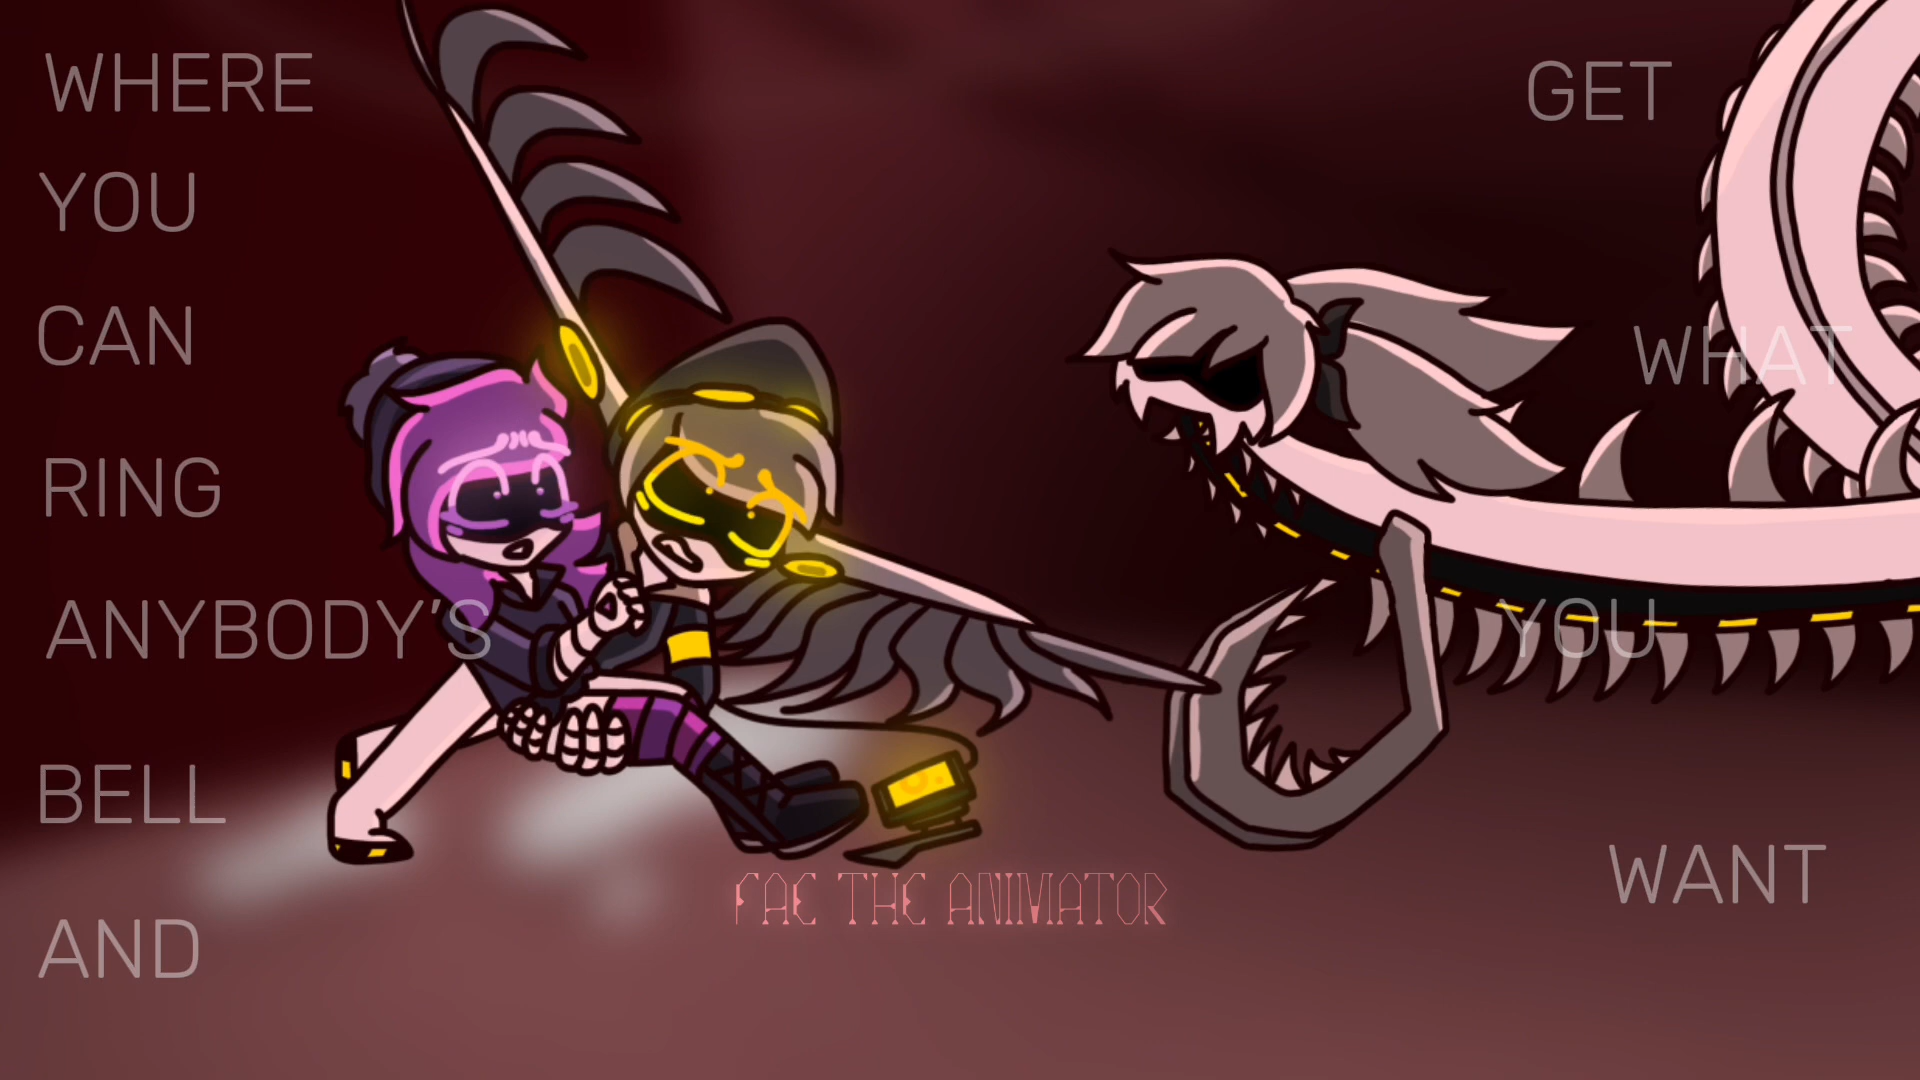 WHERE
YOU
CAN
RING
ANYBODY'S
BELL
AND
GET
WHAT
YOU
WANT
FAE THE ANIMATOR